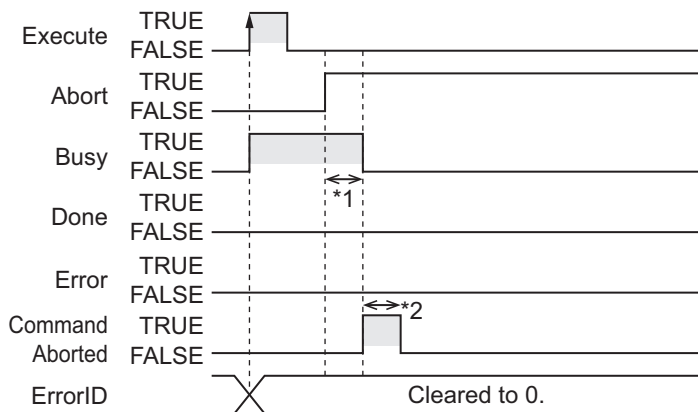 Execute TRUE
FALSE
Abort TRUE
FALSE
Busy TRUE
FALSE
*1
Done TRUE
FALSE
Error TRUE
FALSE
*2
Command TRUE
Aborted FALSE
ErrorID Cleared to 0.